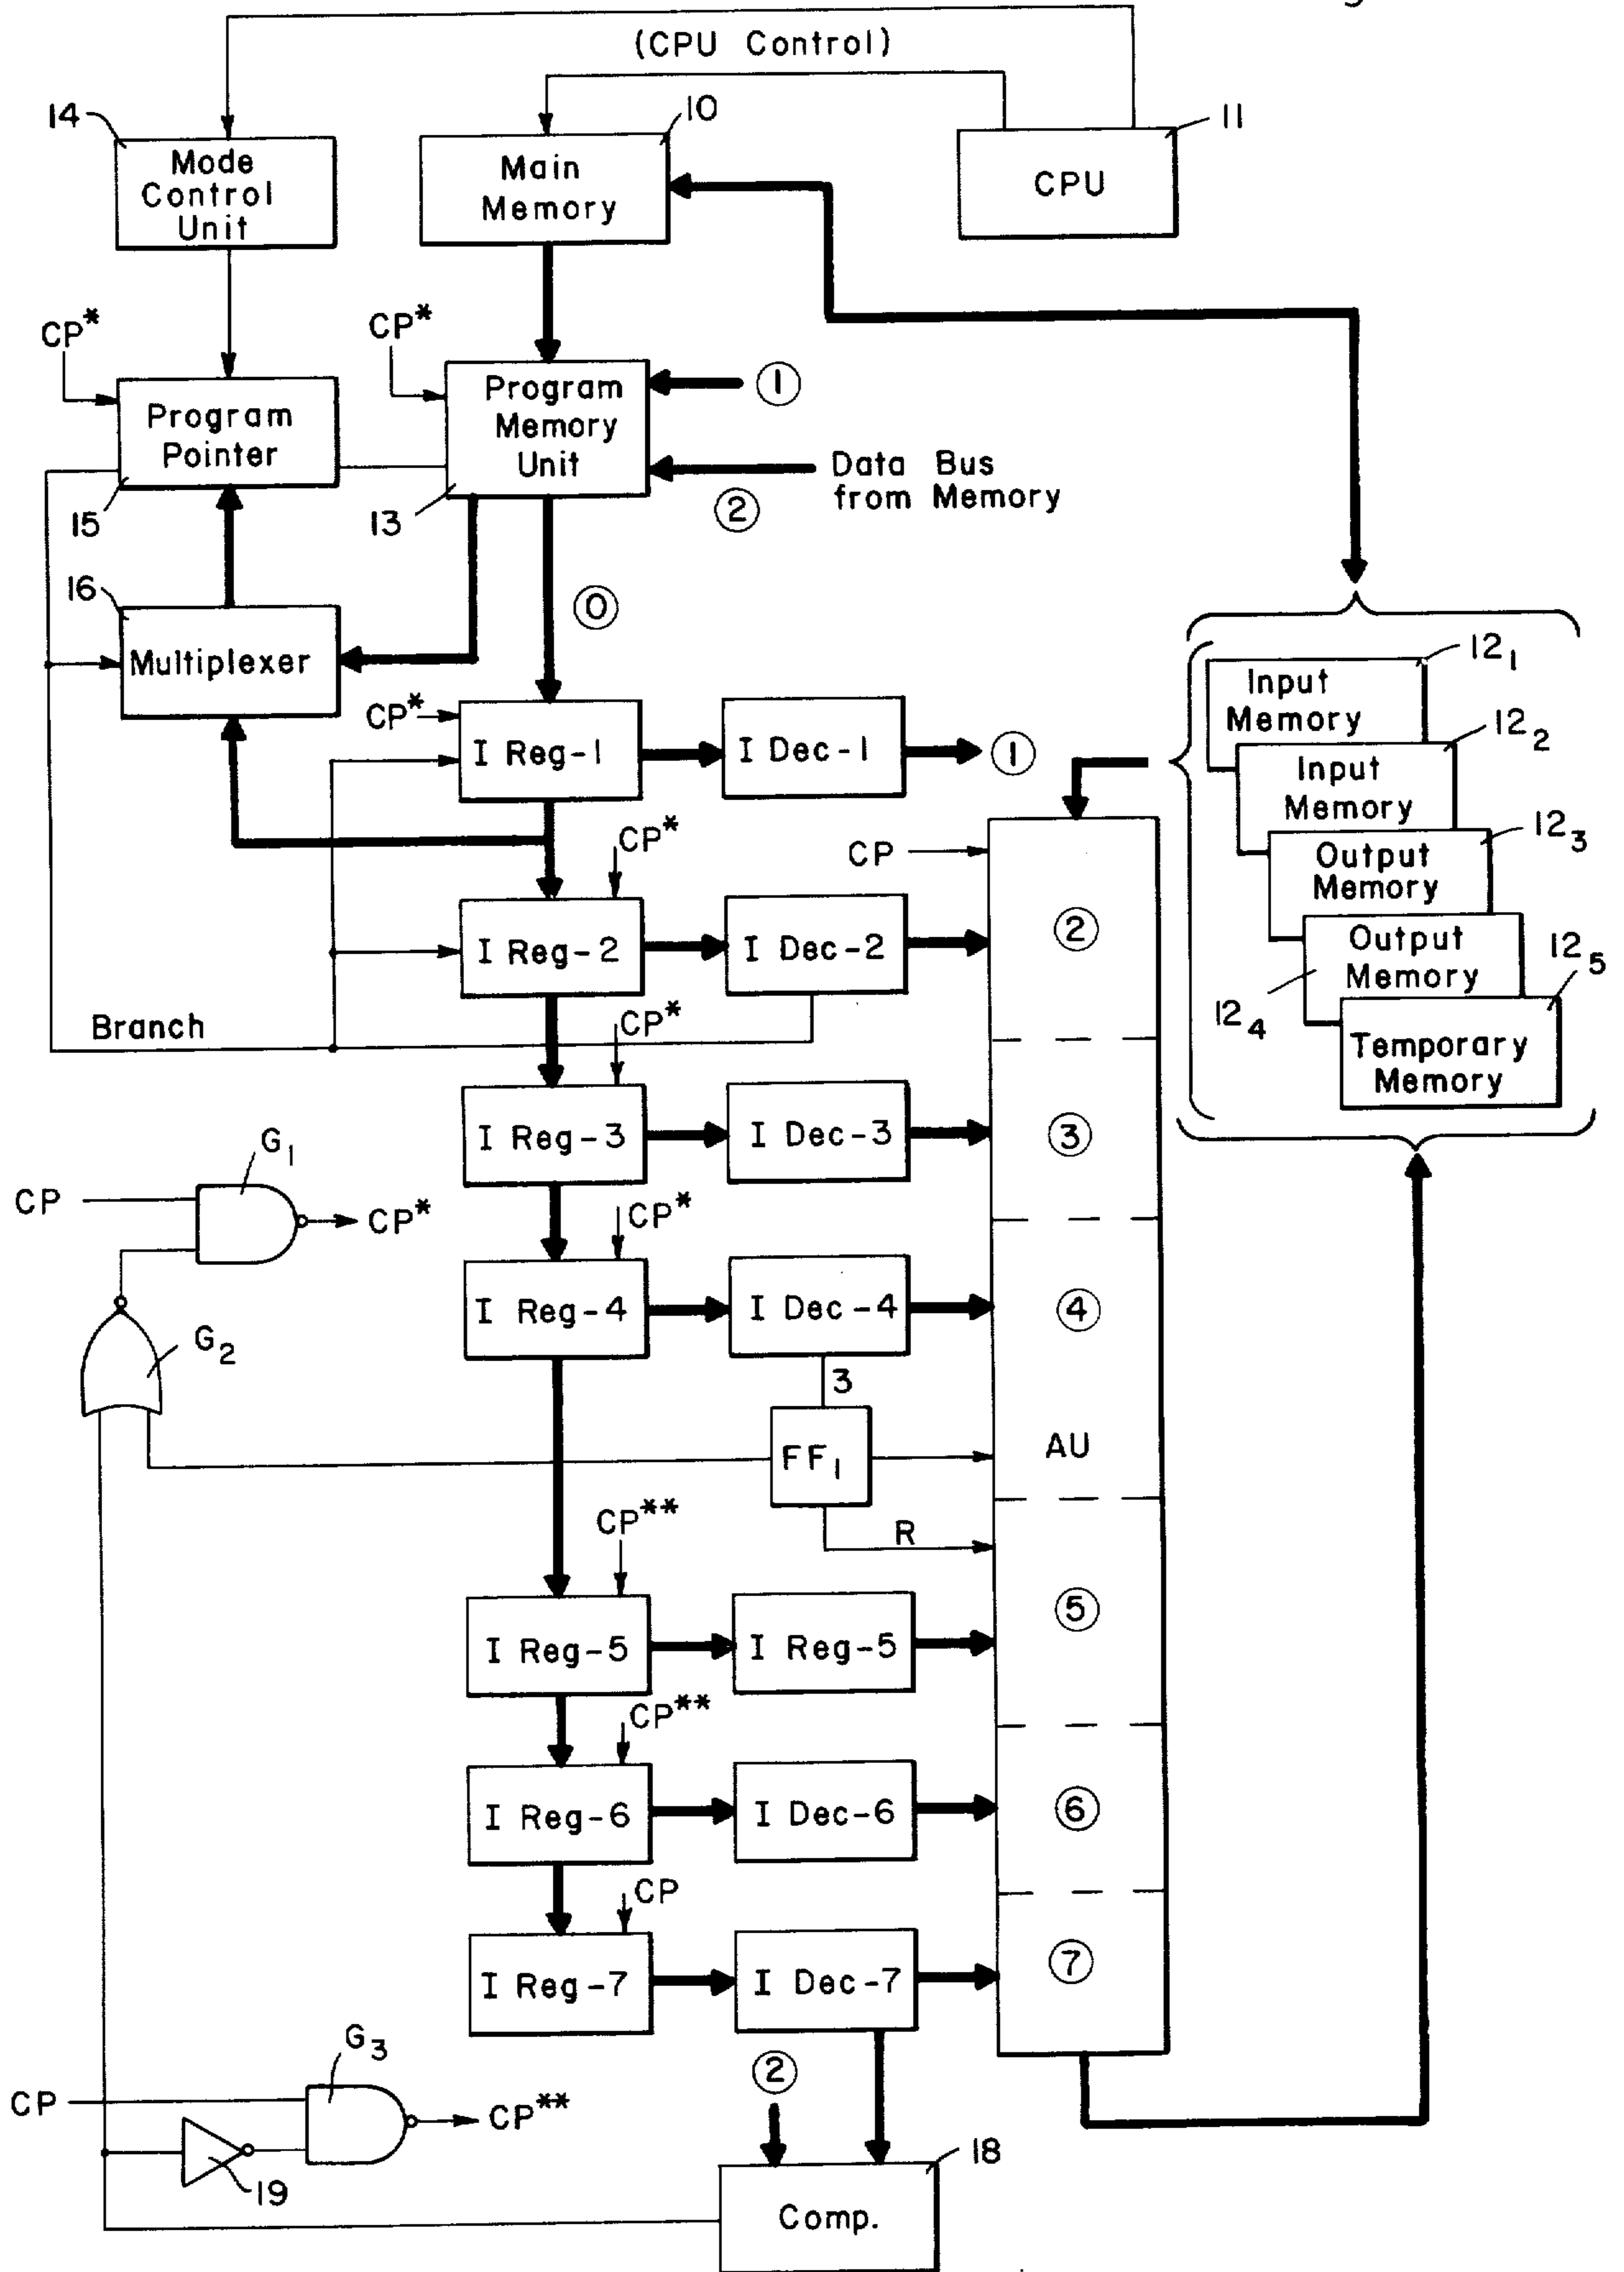 (CPU Control)
14
10
11
Mode
Control
Unit
Main
Memory
CPU
CP*
CP*
Program
Pointer
Program
Memory
Unit
①
Data Bus
from Memory
②
15
13
16
⓪
Multiplexer
CP*
I Reg-1
I Dec-1
①
12₁
Input
Memory
12₂
Input
Memory
12₃
Output
Memory
Output
Memory
12₄
12₅
Temporary
Memory
CP*
CP
I Reg-2
I Dec-2
②
Branch
CP*
I Reg-3
I Dec-3
③
G₁
CP
CP*
CP*
I Reg-4
I Dec-4
④
G₂
3
FF₁
AU
CP**
R
I Reg-5
I Reg-5
⑤
CP**
I Reg-6
I Dec-6
⑥
CP
I Reg-7
I Dec-7
⑦
G₃
CP
CP**
②
19
18
Comp.